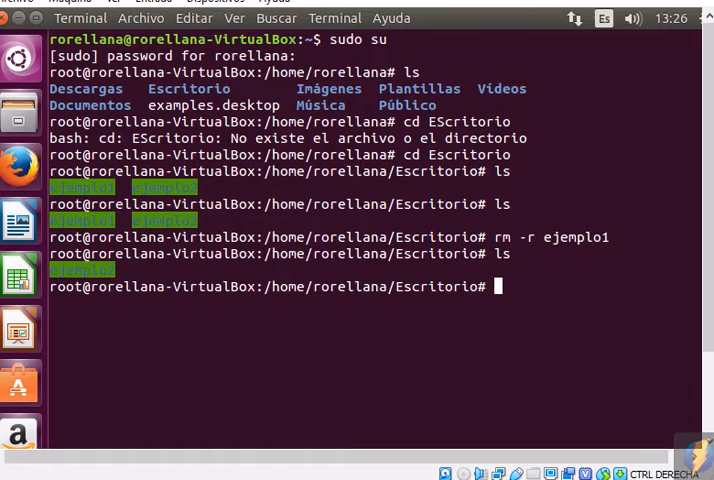 Terminal Archivo Editar Ver Buscar Terminal Ayuda Es 13:26
rorellana@rorellana-VirtualBox:~$ sudo su
[sudo] password for rorellana:
root@rorellana-VirtualBox:/home/rorellana# ls
Descargas Escritorio Imágenes Plantillas Vídeos
Documentos examples.desktop Música Público
root@rorellana-VirtualBox:/home/rorellana# cd EScritorio
bash: cd: EScritorio: No existe el archivo o el directorio
root@rorellana-VirtualBox:/home/rorellana# cd Escritorio
root@rorellana-VirtualBox:/home/rorellana/Escritorio# ls
ejemplo1 ejemplo2
root@rorellana-VirtualBox:/home/rorellana/Escritorio# ls
ejemplo1 ejemplo2
root@rorellana-VirtualBox:/home/rorellana/Escritorio# rm -r ejemplo1
root@rorellana-VirtualBox:/home/rorellana/Escritorio# ls
ejemplo2
root@rorellana-VirtualBox:/home/rorellana/Escritorio#
CTRL DERECHA